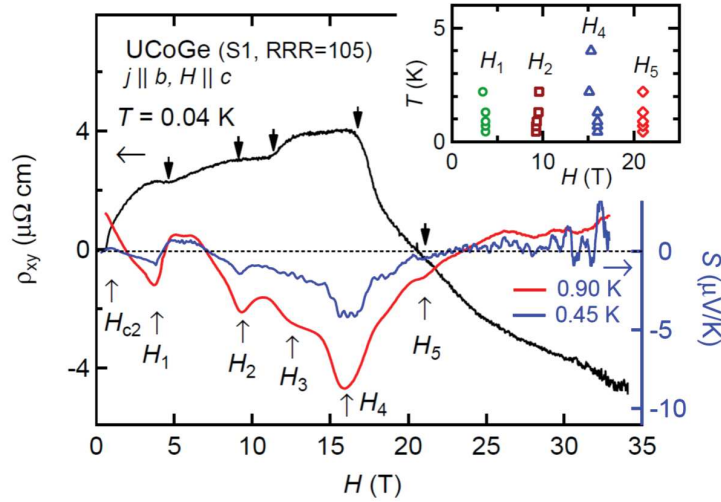 UCoGe (S1, RRR=105)
j || b, H || c
T = 0.04 K
ρxy (μΩ cm)
4
0
-4
Hc2
H1
H2
H3
H4
H5
0.90 K
0.45 K
0
-5
-10
S (μV/K)
0
5
10
15
20
25
30
35
H (T)
5
0
T (K)
H1
H2
H4
H5
0
10
20
H (T)